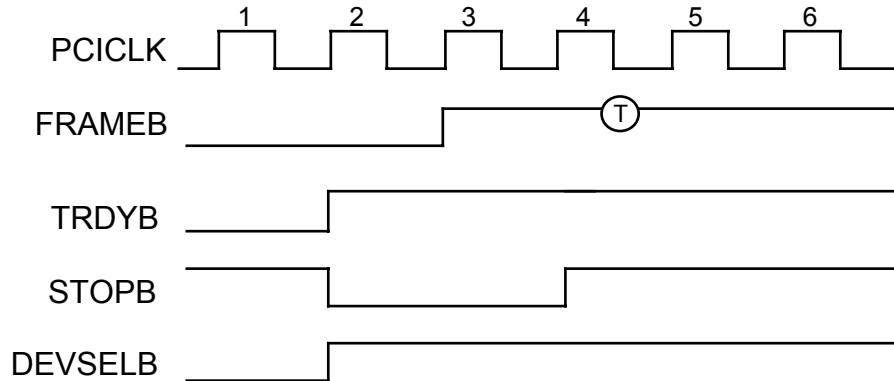 1 2 3 4 5 6
PCICLK
FRAMEB
T
TRDYB
STOPB
DEVSELB